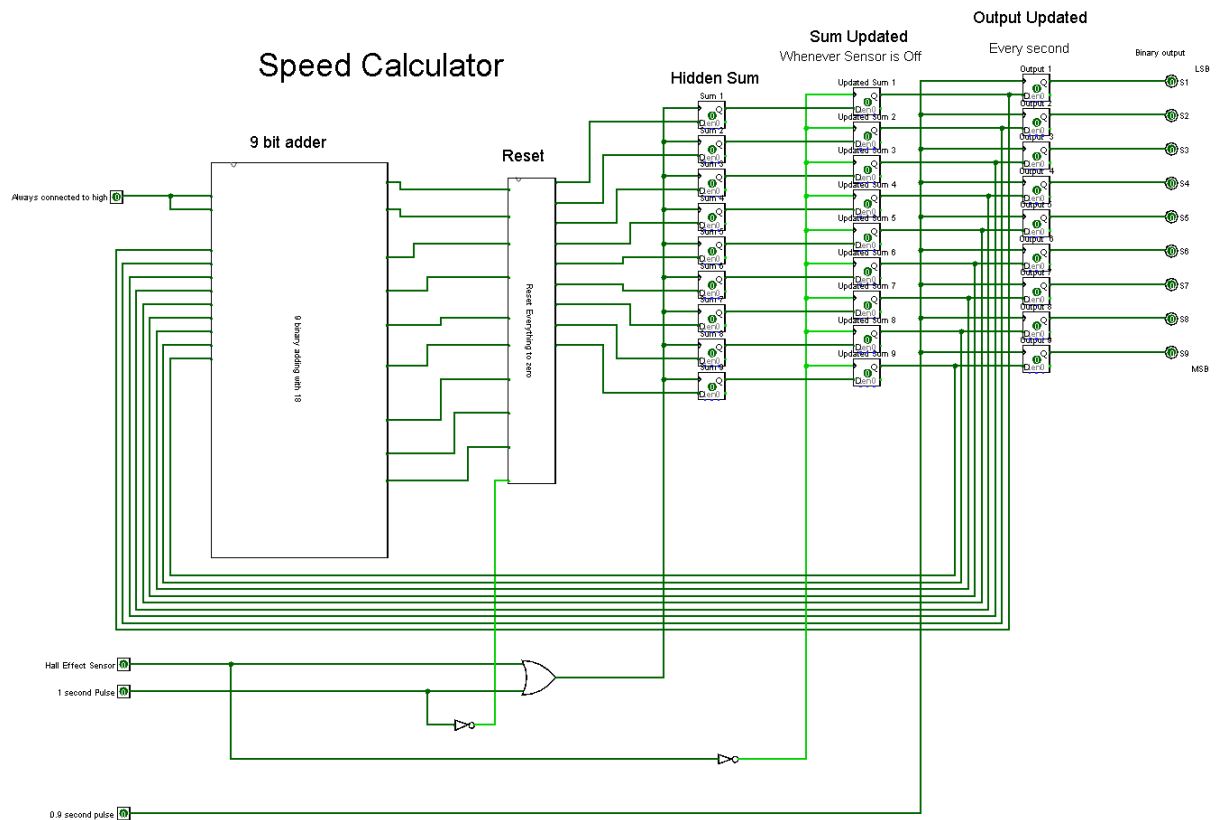 Output Updated
Sum Updated
Every second
Whenever Sensor is Off
Binary output
Speed Calculator
Hidden Sum
LSB
9 bit adder
Reset
Always connected to high
Sum 1
Sum 2
Sum 3
Sum 4
Sum 5
Sum 6
Sum 7
Sum 8
Sum 9
Updated Sum 1
Updated Sum 2
Updated Sum 3
Updated Sum 4
Updated Sum 5
Updated Sum 6
Updated Sum 7
Updated Sum 8
Updated Sum 9
Output 1
Output 2
Output 3
Output 4
Output 5
Output 6
Output 7
Output 8
Output 9
S1
S2
S3
S4
S5
S6
S7
S8
S9
MSB
9 binary adding with 18
Reset Everything to zero
Hall Effect Sensor
1 second Pulse
0.9 second pulse